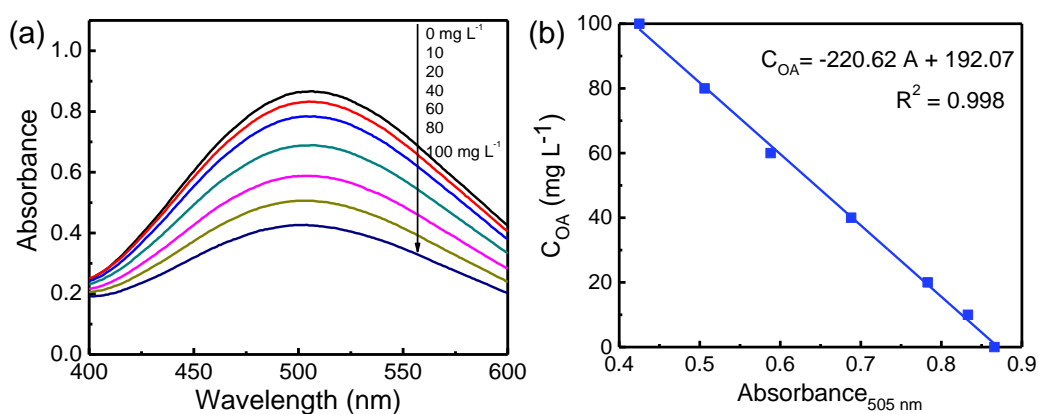 (a)
1.0
0.8
0.6
0.4
0.2
0.0
Absorbance
400
450
500
550
600
Wavelength (nm)
0 mg L⁻¹
10
20
40
60
80
100 mg L⁻¹
(b)
100
80
60
40
20
0
C_OA (mg L⁻¹)
0.4
0.5
0.6
0.7
0.8
0.9
Absorbance₅₀₅ ₙₘ
C_OA= -220.62 A + 192.07
R² = 0.998